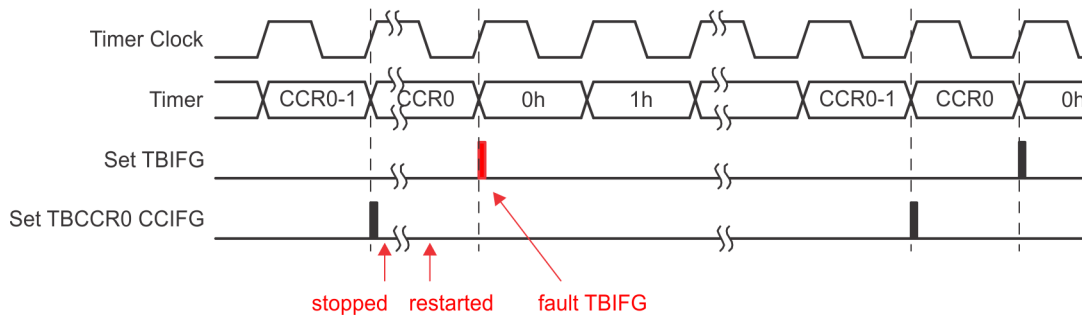 Timer Clock
Timer CCR0-1 CCR0 0h 1h CCR0-1 CCR0 0h
Set TBIFG
Set TBCCR0 CCIFG
stopped restarted fault TBIFG